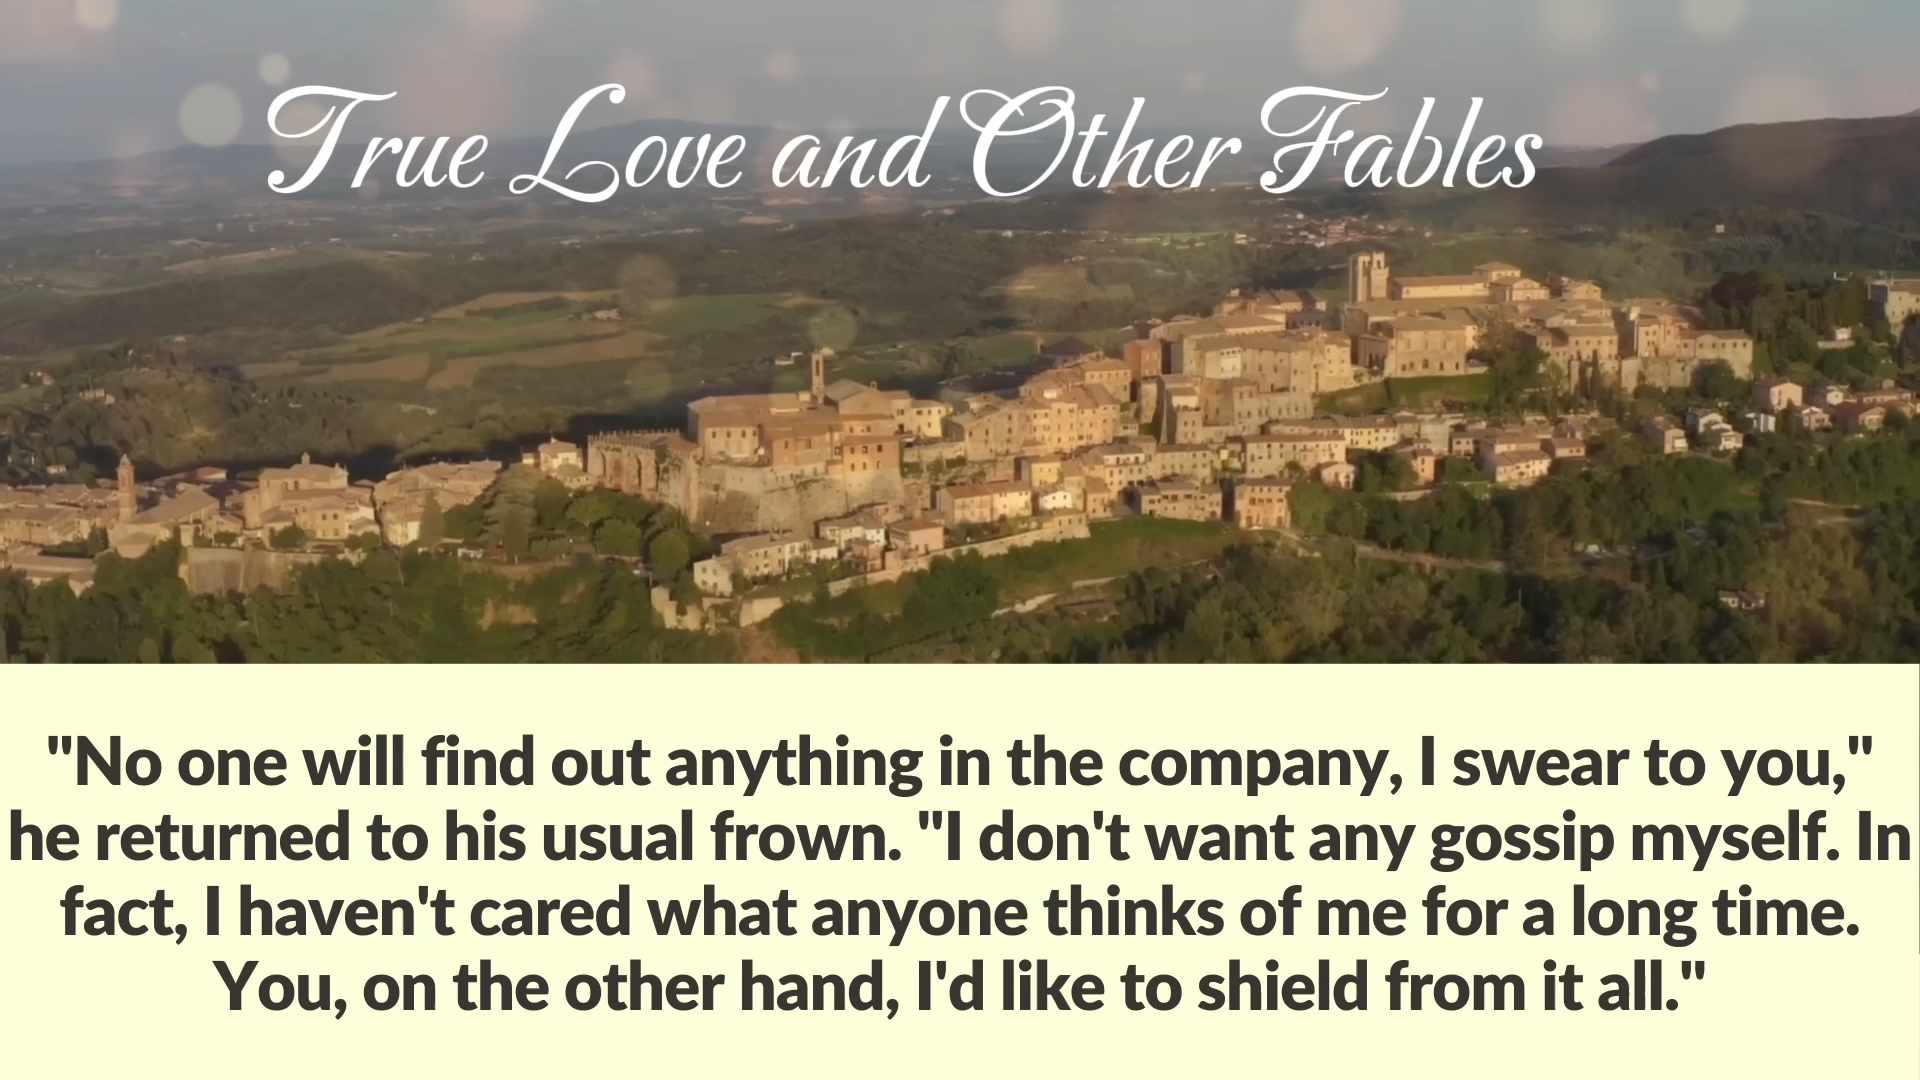 True Love and Other Fables
"No one will find out anything in the company, I swear to you,"
he returned to his usual frown. "I don't want any gossip myself. In
fact, I haven't cared what anyone thinks of me for a long time.
You, on the other hand, I'd like to shield from it all."